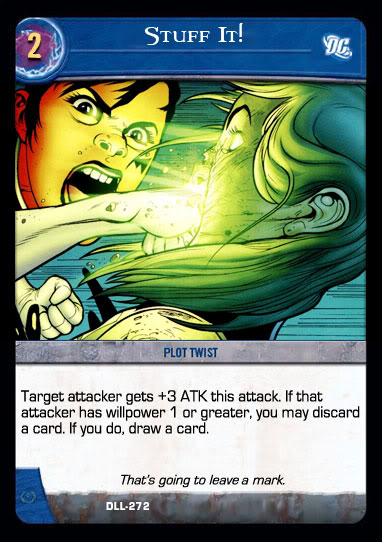 2
STUFF IT!
DC
PLOT TWIST
Target attacker gets +3 ATK this attack. If that
attacker has willpower 1 or greater, you may discard
a card. If you do, draw a card.
That's going to leave a mark.
DLL-272